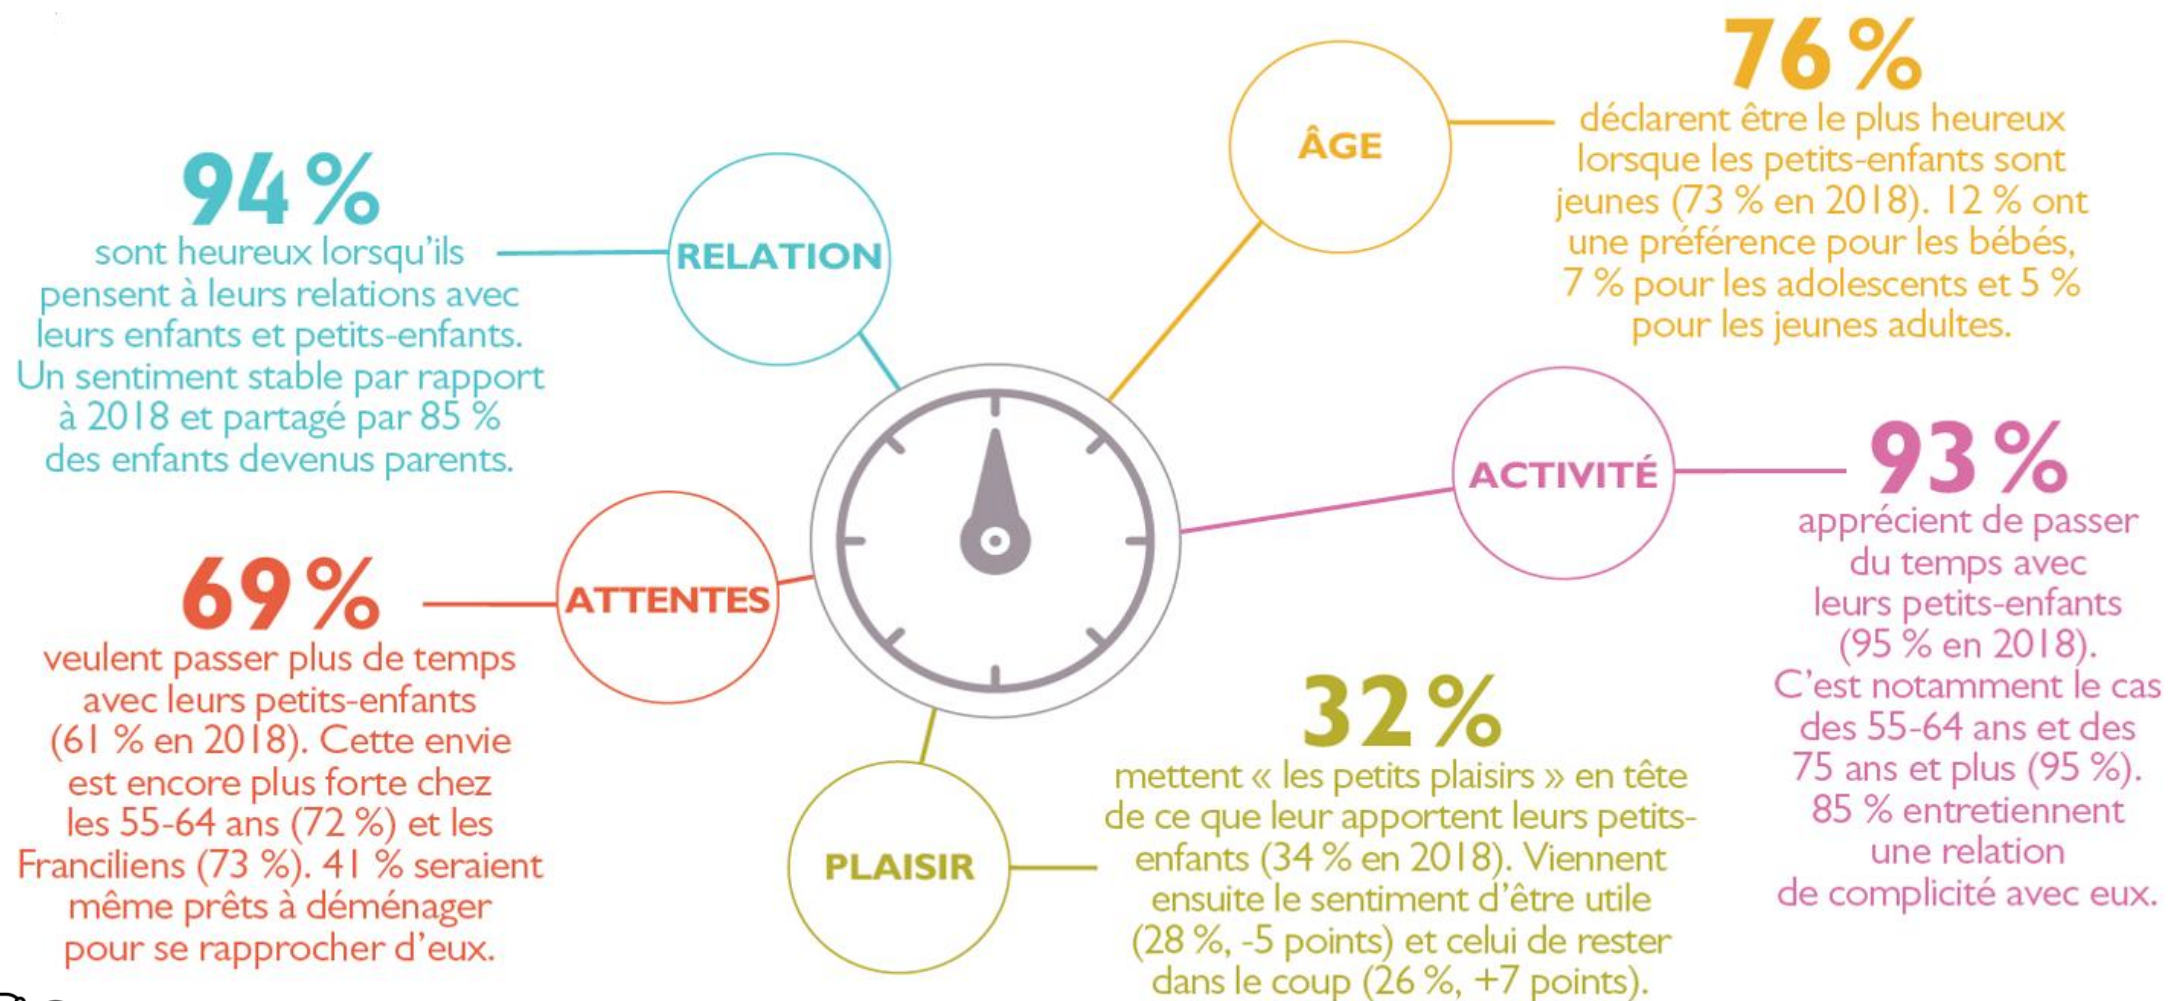 94 %
sont heureux lorsqu'ils
pensent à leurs relations avec
leurs enfants et petits-enfants.
Un sentiment stable par rapport
à 2018 et partagé par 85 %
des enfants devenus parents.
RELATION
ÂGE
76 %
déclarent être le plus heureux
lorsque les petits-enfants sont
jeunes (73 % en 2018). 12 % ont
une préférence pour les bébés,
7 % pour les adolescents et 5 %
pour les jeunes adultes.
ACTIVITÉ
93 %
apprécient de passer
du temps avec
leurs petits-enfants
(95 % en 2018).
C'est notamment le cas
des 55-64 ans et des
75 ans et plus (95 %).
85 % entretiennent
une relation
de complicité avec eux.
69 %
veulent passer plus de temps
avec leurs petits-enfants
(61 % en 2018). Cette envie
est encore plus forte chez
les 55-64 ans (72 %) et les
Franciliens (73 %). 41 % seraient
même prêts à déménager
pour se rapprocher d'eux.
ATTENTES
PLAISIR
32 %
mettent « les petits plaisirs » en tête
de ce que leur apportent leurs petits-
enfants (34 % en 2018). Viennent
ensuite le sentiment d'être utile
(28 %, -5 points) et celui de rester
dans le coup (26 %, +7 points).